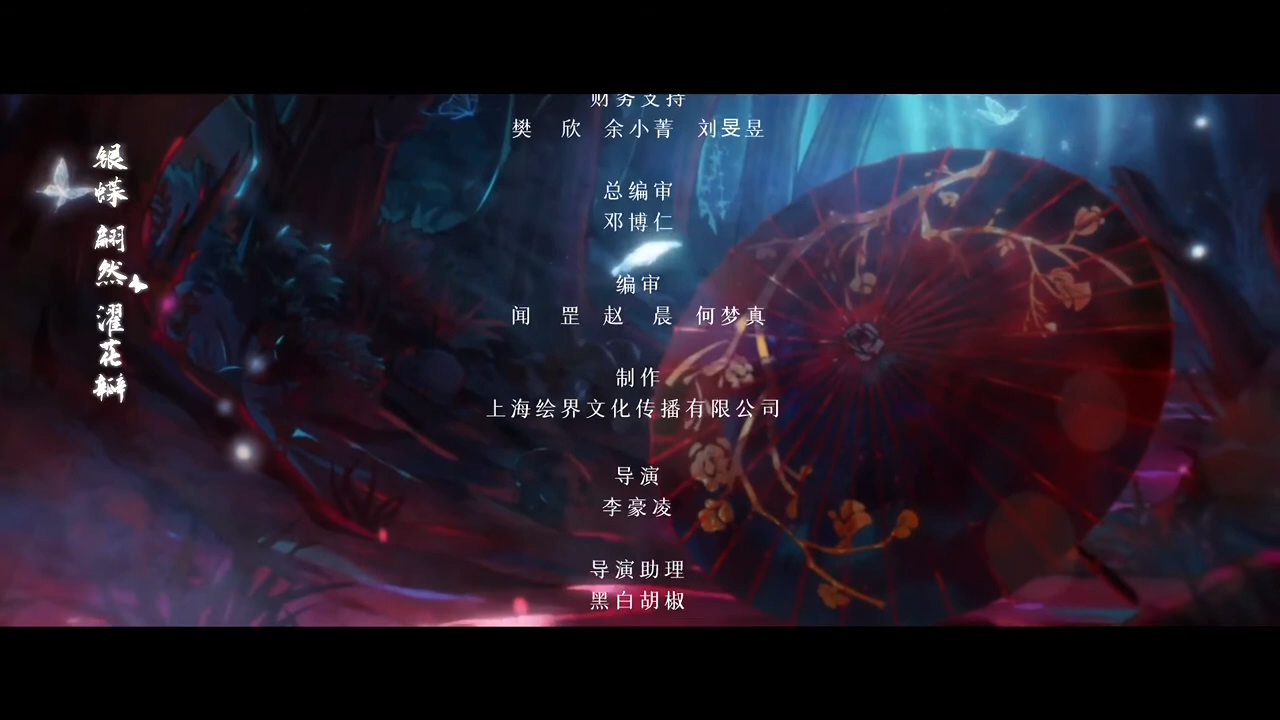 银蝶 翩然 濯花瓣
财务支持
樊 欣 余小菁 刘旻昱
总编审
邓博仁
编审
闻 罡 赵 晨 何梦真
制作
上海绘界文化传播有限公司
导演
李豪凌
导演助理
黑白胡椒